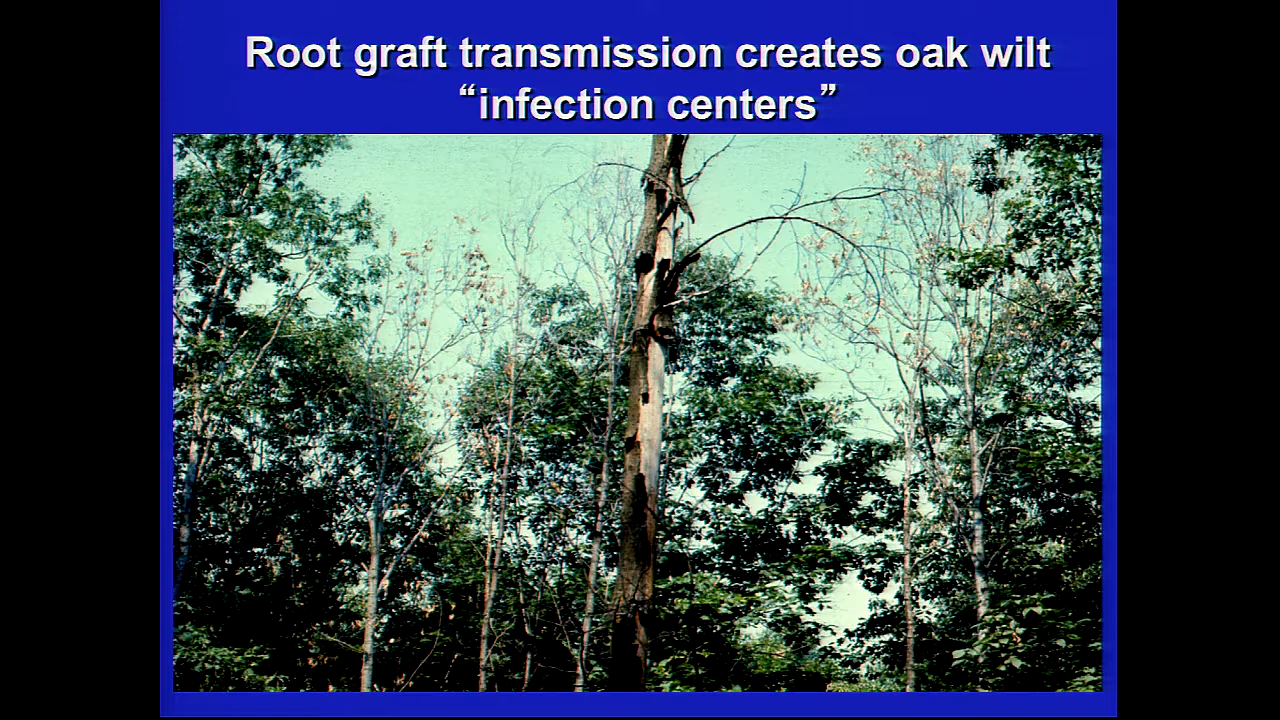 Root graft transmission creates oak wilt
“infection centers”